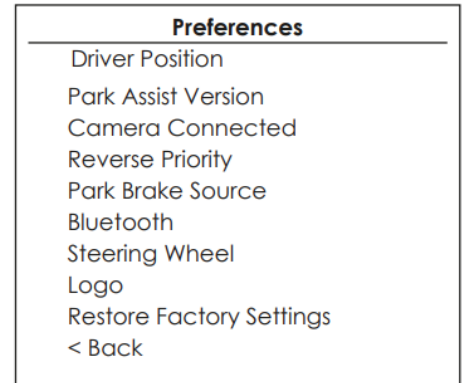 Preferences
Driver Position
Park Assist Version
Camera Connected
Reverse Priority
Park Brake Source
Bluetooth
Steering Wheel
Logo
Restore Factory Settings
< Back